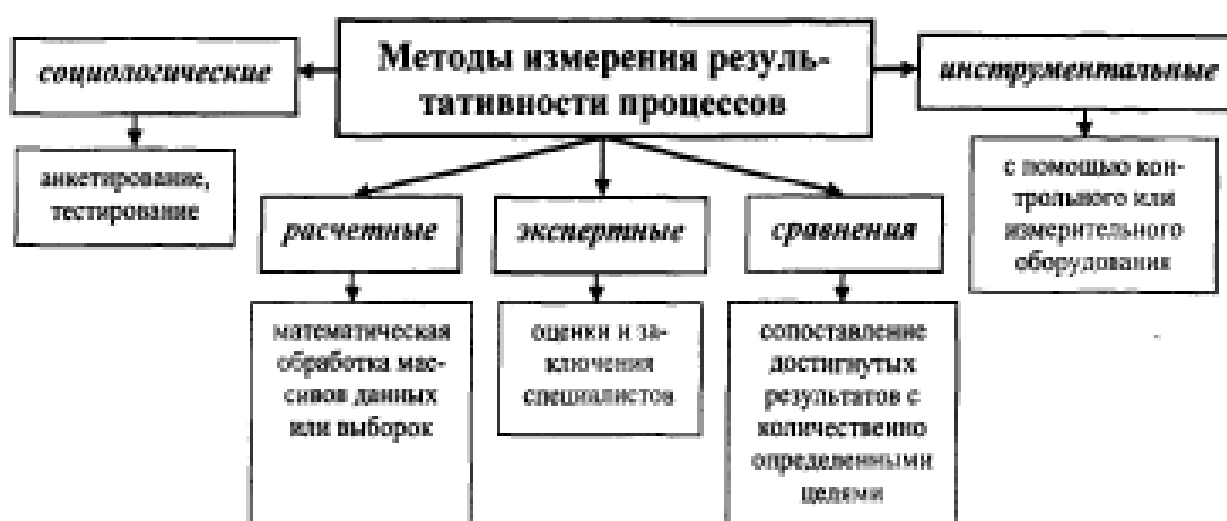 Методы измерения резуль-
тативности процессов
социологические
анкетирование,
тестирование
расчетные
математическая
обработка мас-
сивов данных
или выборок
экспертные
оценки и за-
ключения
специалистов
сравнения
сопоставление
достигнутых
результатов с
количественно
определенными
целями
инструментальные
с помощью кон-
трольного или
измерительного
оборудования